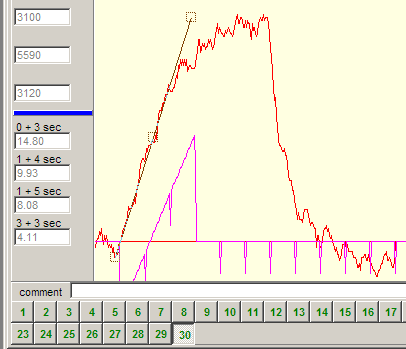 3100
5590
3120
0 + 3 sec
14.80
1 + 4 sec
9.93
1 + 5 sec
8.08
3 + 3 sec
4.11
comment
1 2 3 4 5 6 7 8 9 10 11 12 13 14 15 16 17
23 24 25 26 27 28 29 30